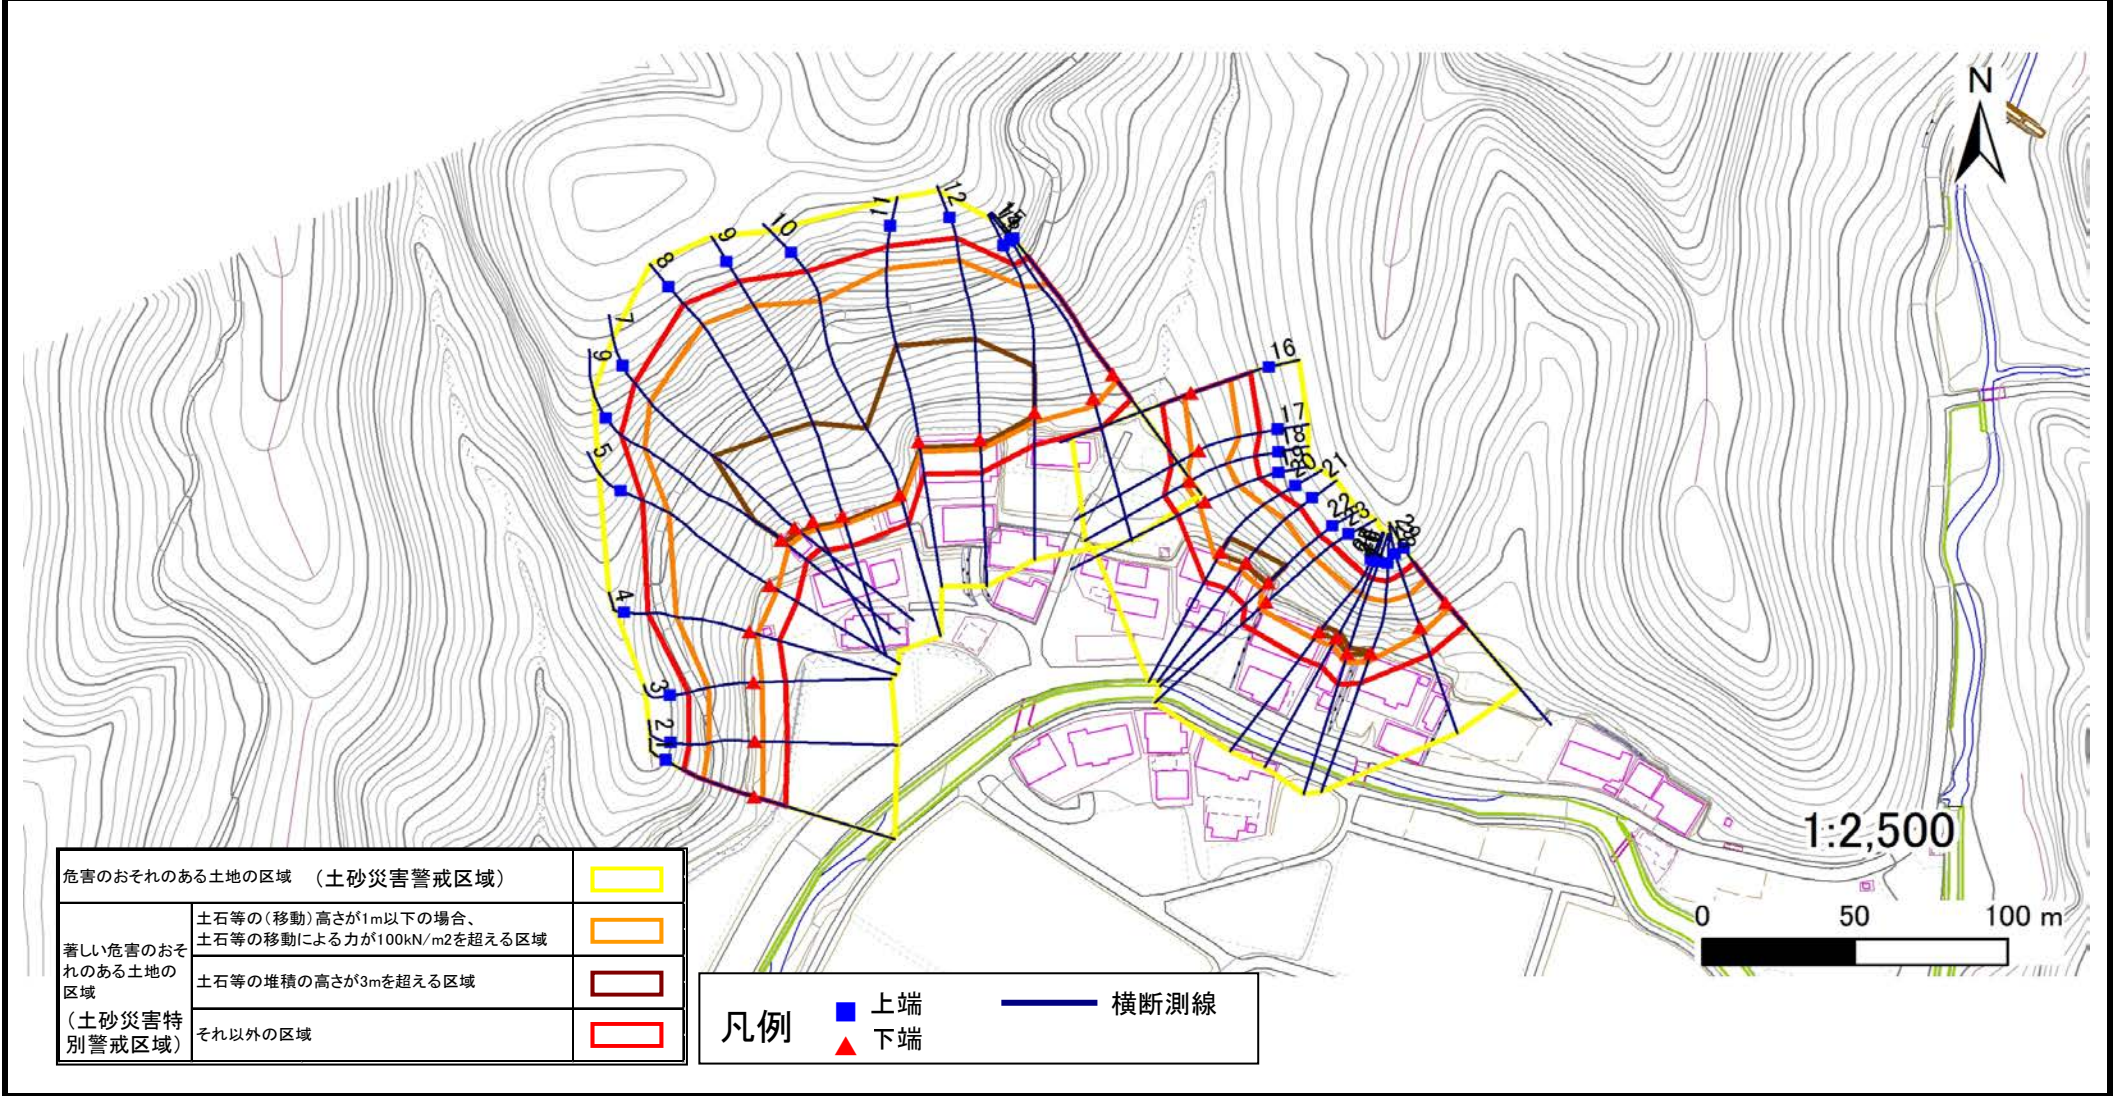 N
12
11
10
9
8
7
6
5
4
3
2
16
17
18
20
21
22
23
1:2,500
0 50 100 m
危害のおそれのある土地の区域 (土砂災害警戒区域)
著しい危害のおそ
れのある土地の
区域
(土砂災害特
別警戒区域)
土石等の(移動)高さが1m以下の場合、
土石等の移動による力が100kN/m2を超える区域
土石等の堆積の高さが3mを超える区域
それ以外の区域
凡例
上端
下端
横断測線